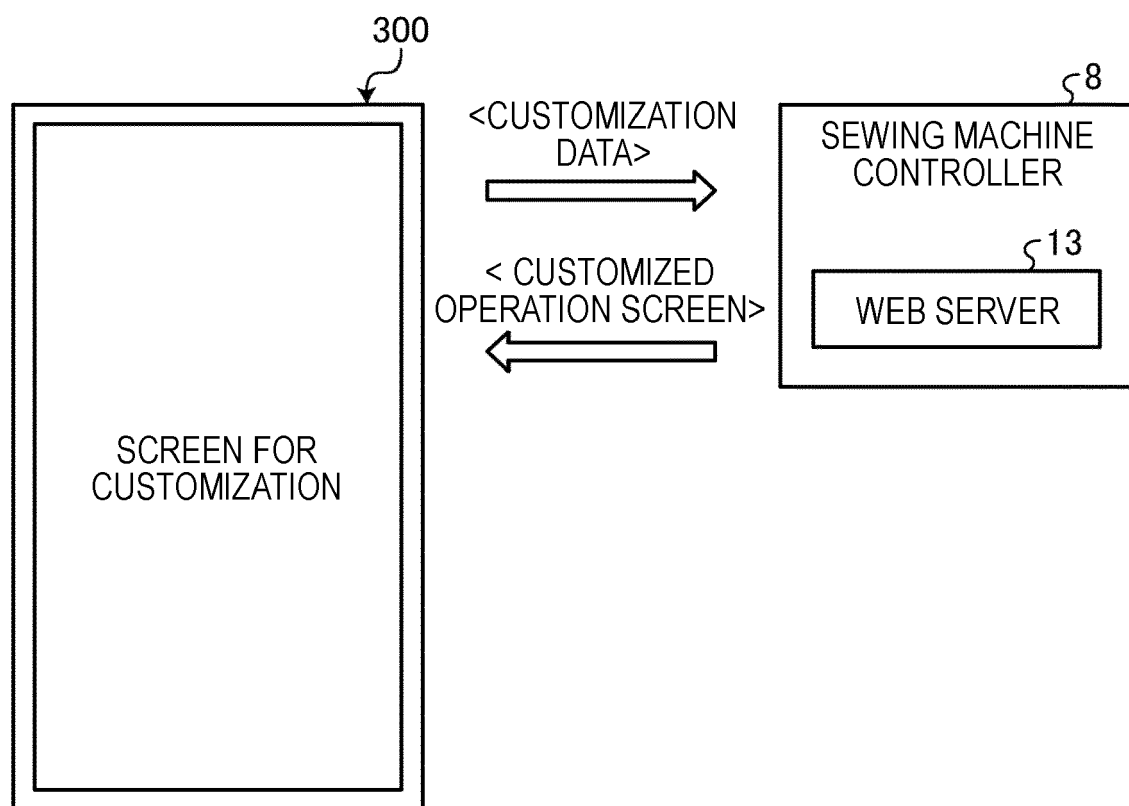 300
<CUSTOMIZATION
DATA>
8
SEWING MACHINE
CONTROLLER
< CUSTOMIZED
OPERATION SCREEN>
13
WEB SERVER
SCREEN FOR
CUSTOMIZATION